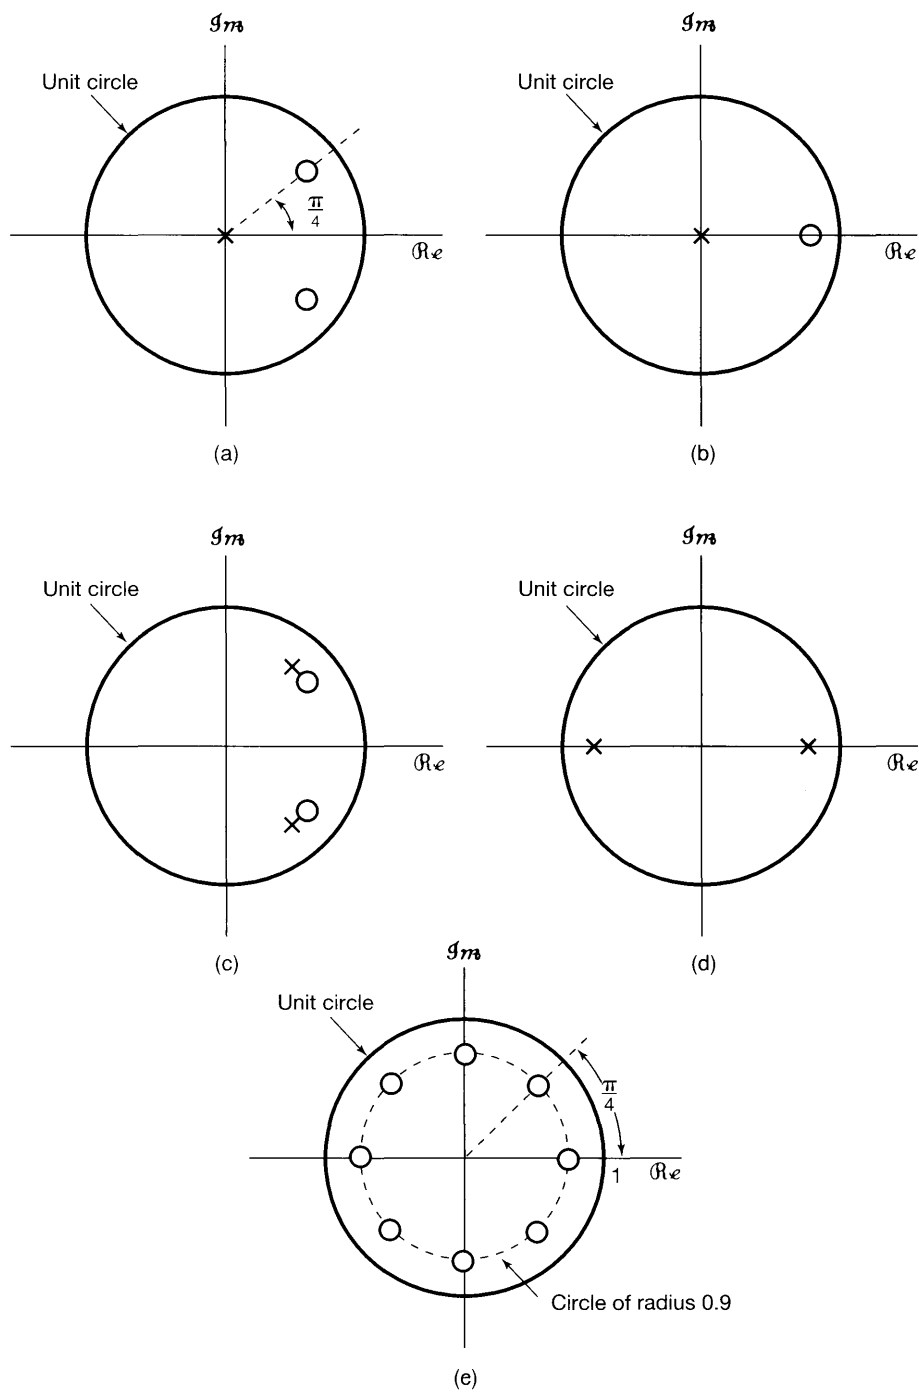 Im Im
Unit circle Unit circle
π/4
Re Re
(a) (b)
Im Im
Unit circle Unit circle
Re Re
(c) (d)
Im
Unit circle
π/4
1 Re
Circle of radius 0.9
(e)